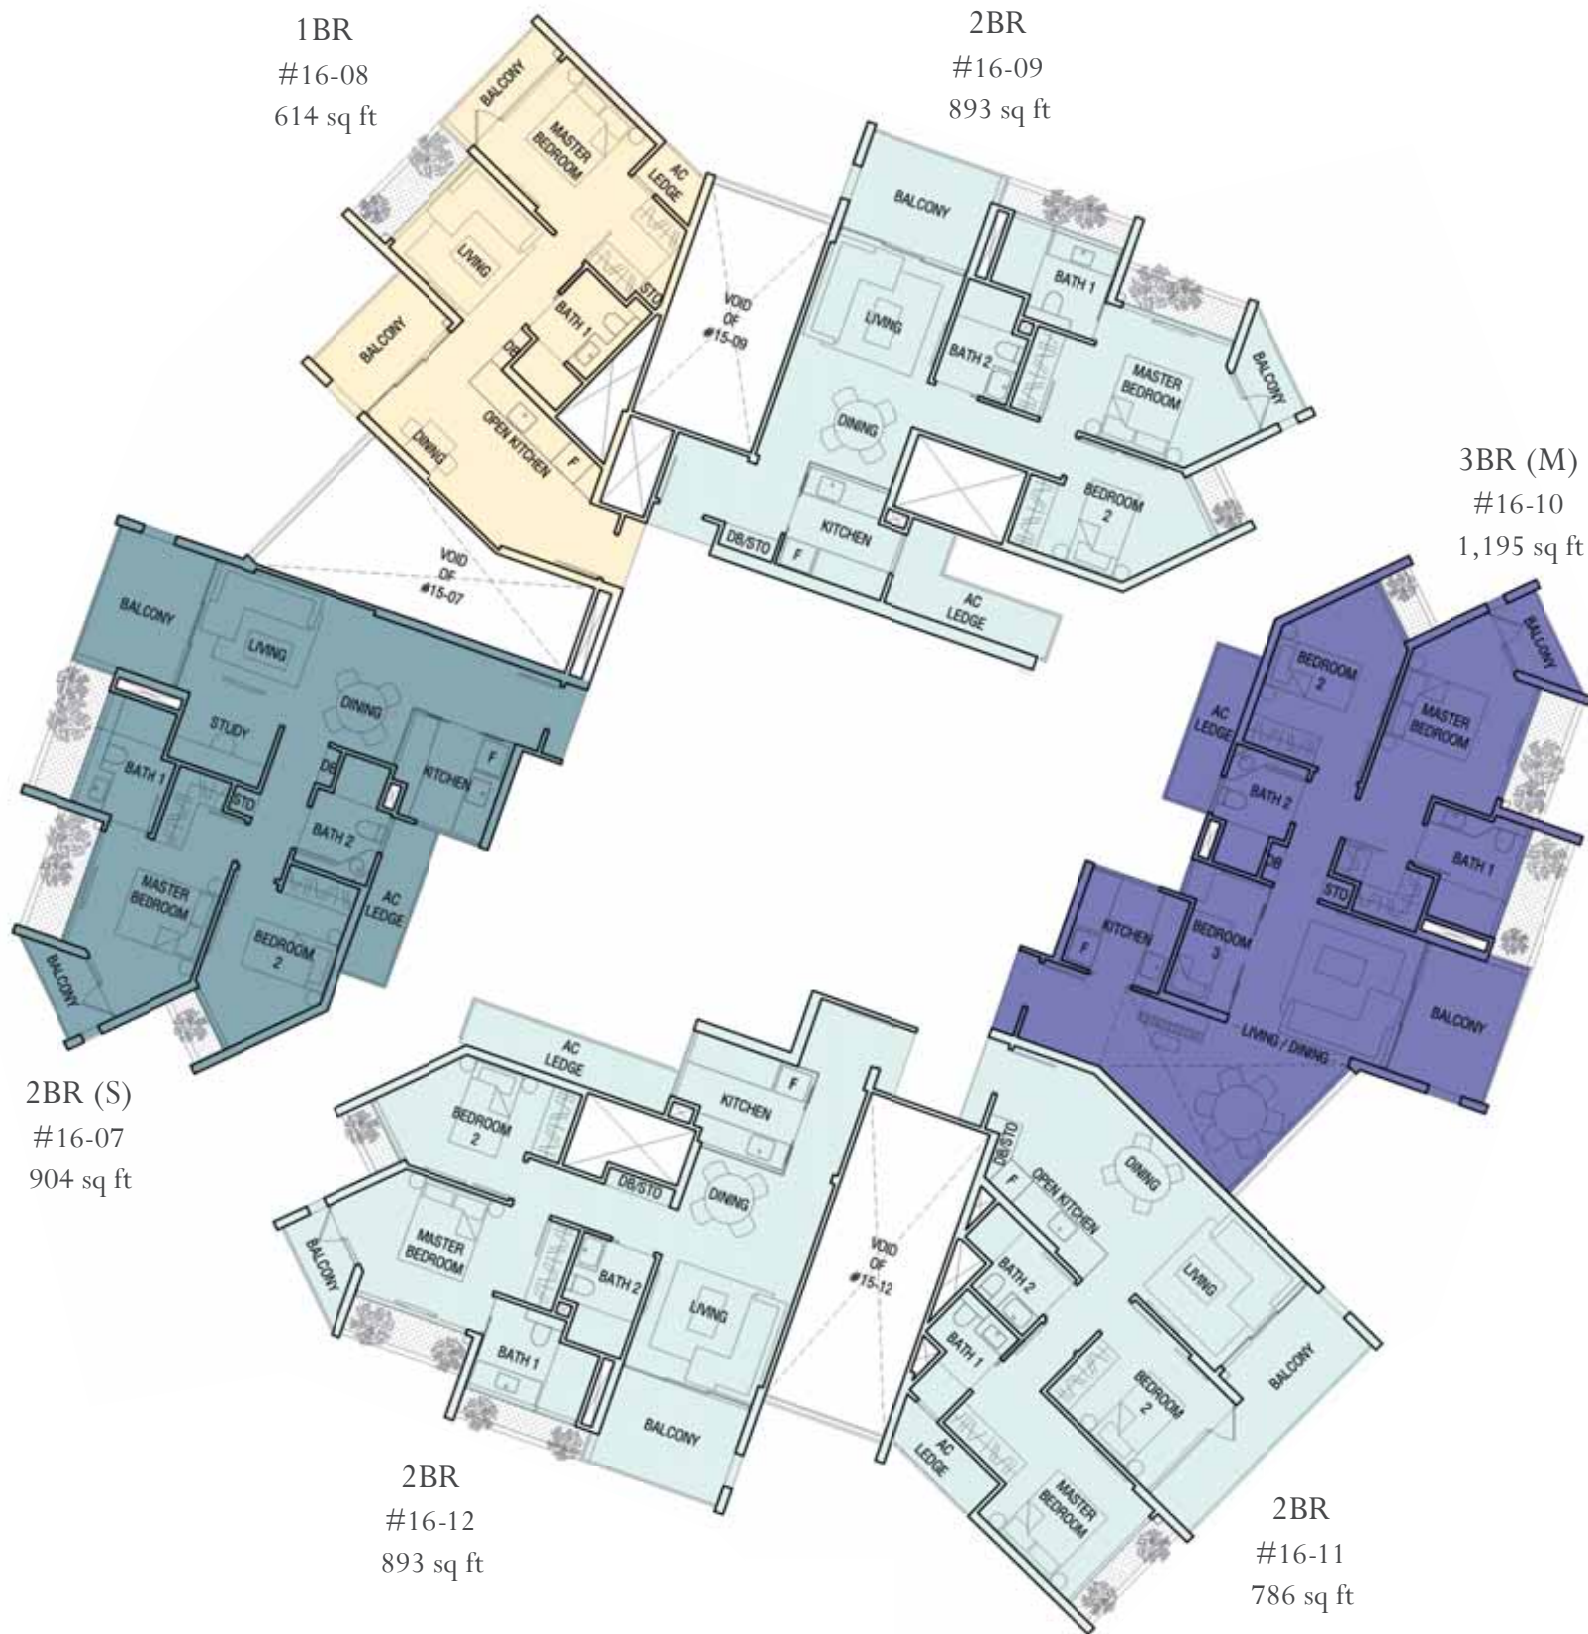 1BR
#16-08
614 sq ft
BALCONY
MASTER
BEDROOM
AC
LEDGE
LIVING
STO
BATH 1
BALCONY
DB
OPEN KITCHEN
F
DINING
2BR
#16-09
893 sq ft
BALCONY
BATH 1
LIVING
BATH 2
MASTER
BEDROOM
BALCONY
DINING
BEDROOM
2
KITCHEN
DB/STO
F
AC
LEDGE
VOID
OF
#15-09
VOID
OF
#15-07
3BR (M)
#16-10
1,195 sq ft
BEDROOM
2
BALCONY
MASTER
BEDROOM
AC
LEDGE
BATH 2
BATH 1
DB
STO
KITCHEN
F
BEDROOM
3
LIVING / DINING
BALCONY
BALCONY
LIVING
DINING
STUDY
F
KITCHEN
BATH 1
DB
STO
BATH 2
MASTER
BEDROOM
AC
LEDGE
BEDROOM
2
BALCONY
2BR (S)
#16-07
904 sq ft
AC
LEDGE
F
KITCHEN
BEDROOM
2
DB/STO
DINING
MASTER
BEDROOM
BALCONY
BATH 2
LIVING
BATH 1
BALCONY
2BR
#16-12
893 sq ft
VOID
OF
#15-12
DB/STO
F
OPEN KITCHEN
DINING
BATH 2
LIVING
BATH 1
BALCONY
BEDROOM
2
AC
LEDGE
MASTER
BEDROOM
2BR
#16-11
786 sq ft